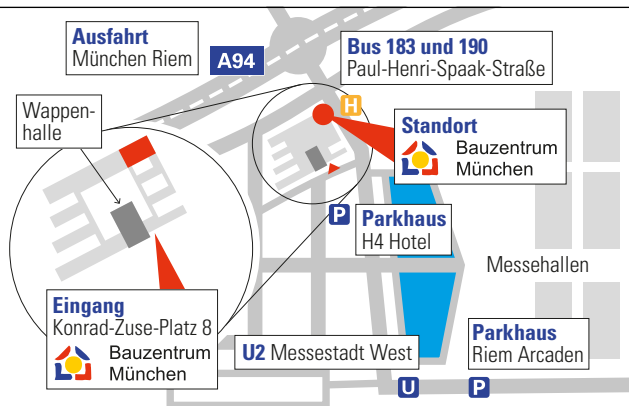 Ausfahrt
München Riem
A94
Bus 183 und 190
Paul-Henri-Spaak-Straße
H
Wappen-
halle
Standort
Bauzentrum
München
P
Parkhaus
H4 Hotel
Messehallen
Eingang
Konrad-Zuse-Platz 8
Bauzentrum
München
U2 Messestadt West
Parkhaus
Riem Arcaden
U
P